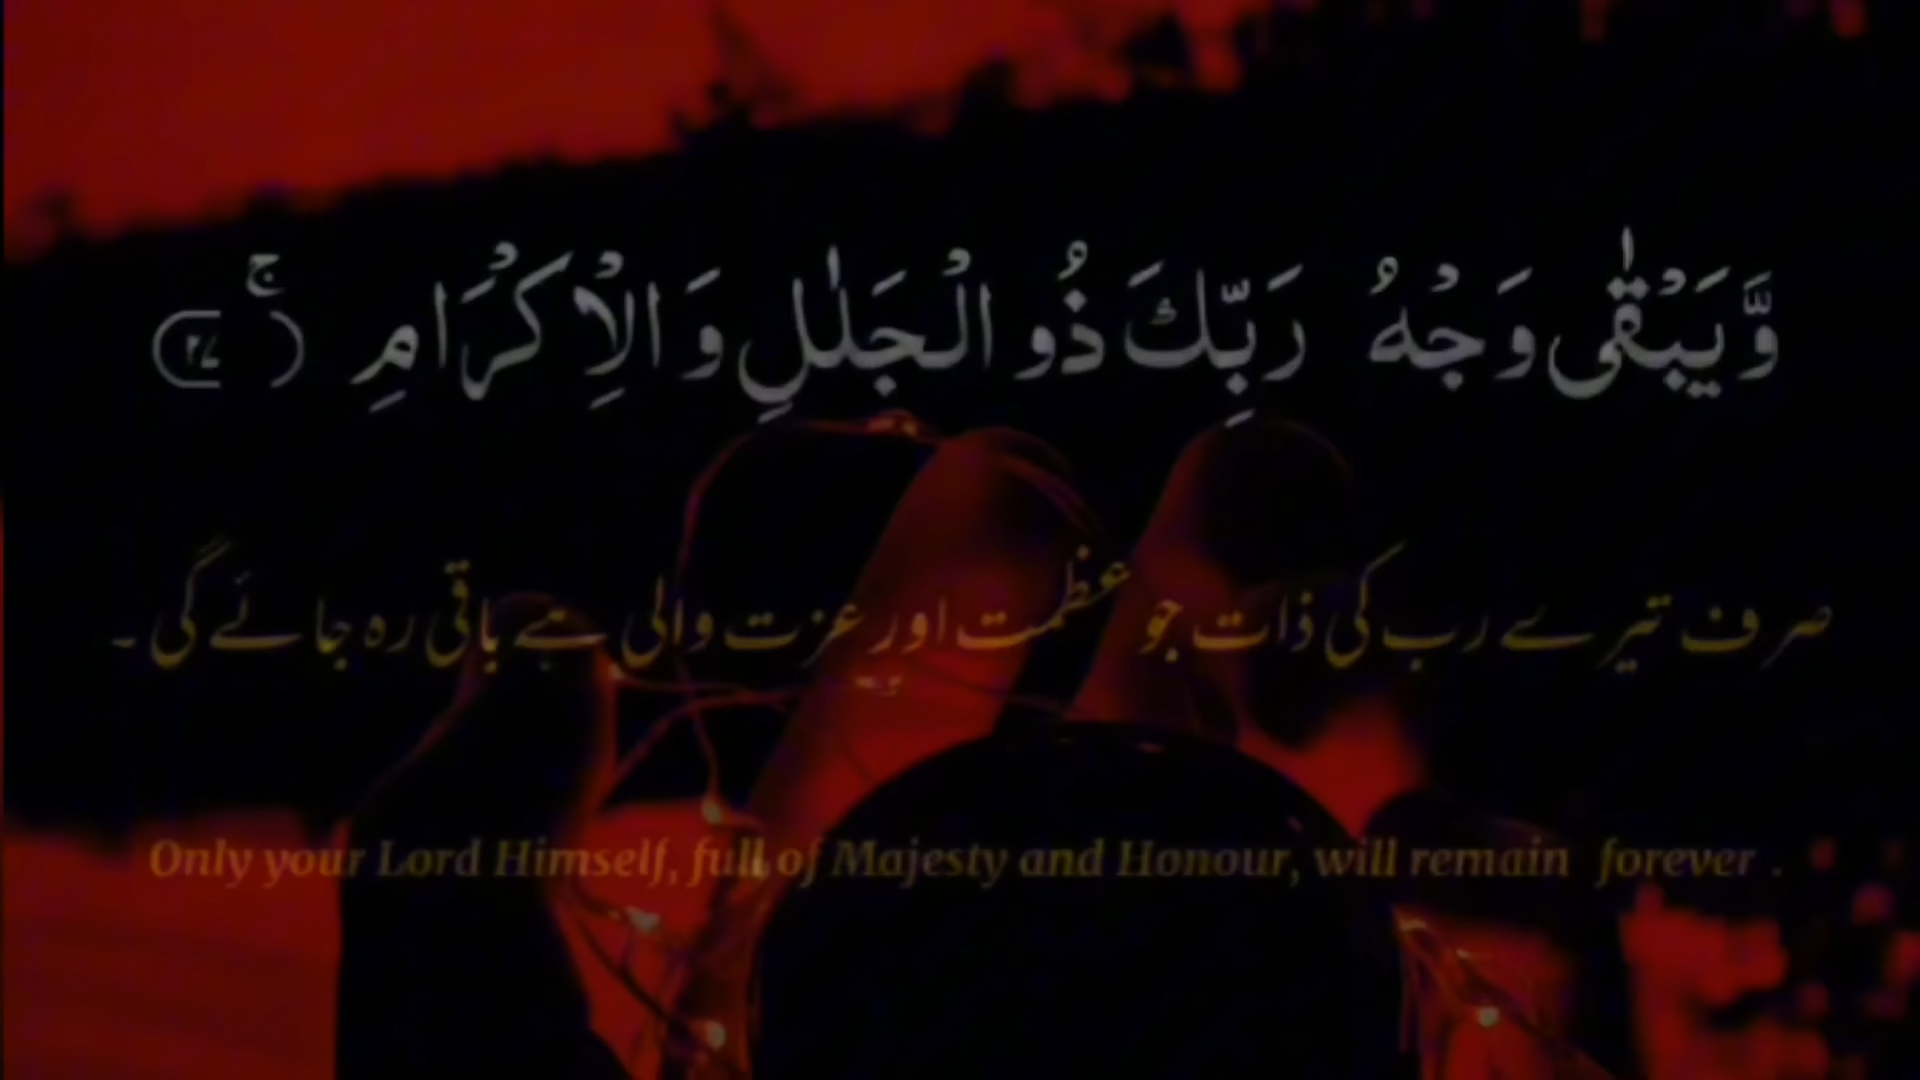 وَّيَبْقٰى وَجْهُ رَبِّكَ ذُو الْجَلٰلِ وَالْاِكْرَامِ ۚ ﴿۲۷﴾
صرف تیرے رب کی ذات جو عظمت اور عزت والی ہے باقی رہ جائے گی ۔
Only your Lord Himself, full of Majesty and Honour, will remain forever .